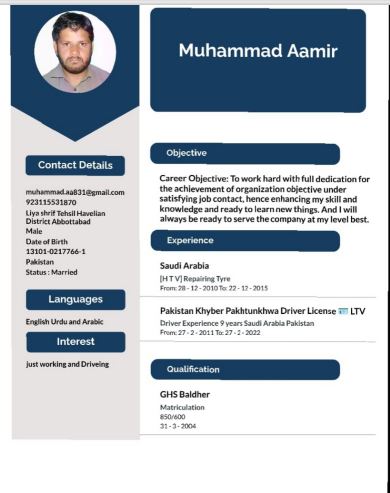 Muhammad Aamir
Contact Details
muhammad.aa831@gmail.com
923115531870
Liya shrif Tehsil Havelian
District Abbottabad
Male
Date of Birth
13101-0217766-1
Pakistan
Status : Married
Languages
English Urdu and Arabic
Interest
just working and Driveing
Objective
Career Objective: To work hard with full dedication for
the achievement of organization objective under
satisfying job contact, hence enhancing my skill and
knowledge and ready to learn new things. And I will
always be ready to serve the company at my level best.
Experience
Saudi Arabia
[H T V] Repairing Tyre
From: 28 - 12 - 2010 To: 22 - 12 - 2015
Pakistan Khyber Pakhtunkhwa Driver License 🪪 LTV
Driver Experience 9 years Saudi Arabia Pakistan
From: 27 - 2 - 2011 To: 27 - 2 - 2022
Qualification
GHS Baldher
Matriculation
850/600
31 - 3 - 2004